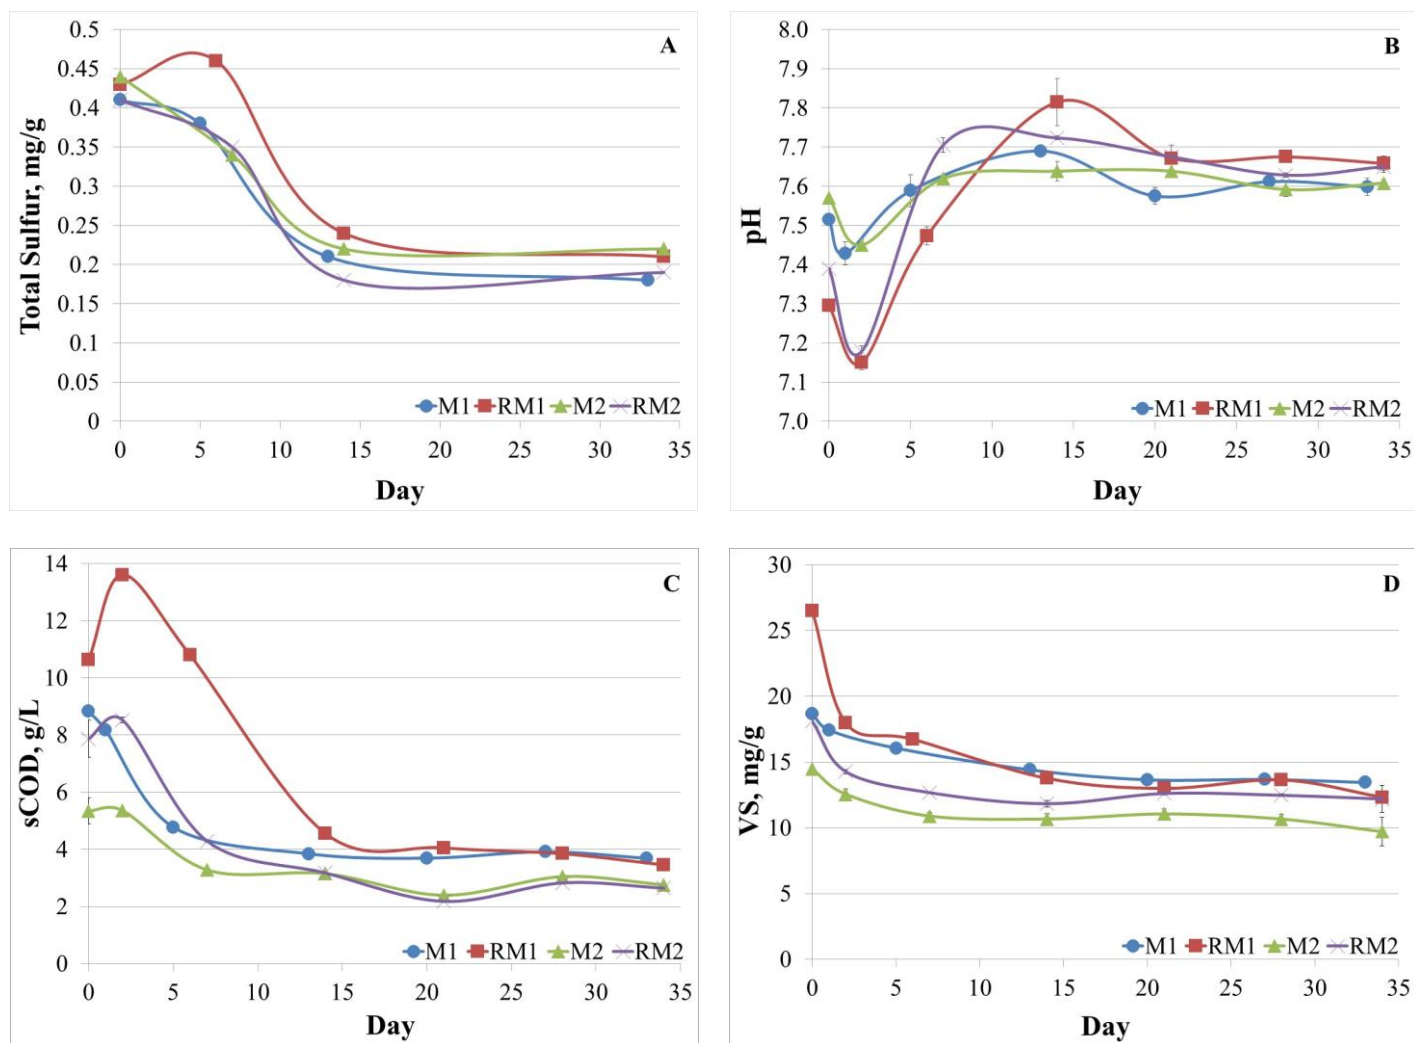 A
Total Sulfur, mg/g
0.5
0.45
0.4
0.35
0.3
0.25
0.2
0.15
0.1
0.05
0
M1 RM1 M2 RM2
0 5 10 15 20 25 30 35
Day
B
pH
8.0
7.9
7.8
7.7
7.6
7.5
7.4
7.3
7.2
7.1
7.0
M1 RM1 M2 RM2
0 5 10 15 20 25 30 35
Day
C
sCOD, g/L
14
12
10
8
6
4
2
0
M1 RM1 M2 RM2
0 5 10 15 20 25 30 35
Day
D
VS, mg/g
30
25
20
15
10
5
0
M1 RM1 M2 RM2
0 5 10 15 20 25 30 35
Day